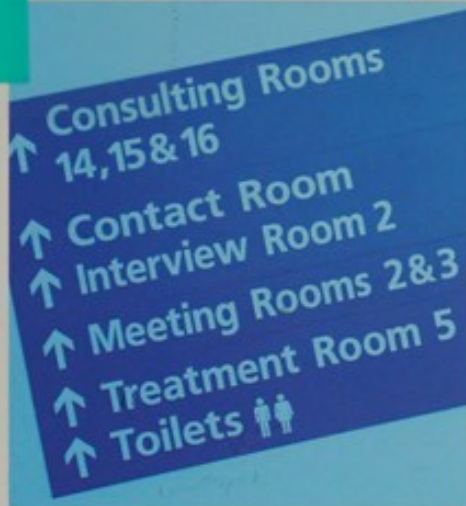 Consulting Rooms
14,15&16
Contact Room
Interview Room 2
Meeting Rooms 2&3
Treatment Room 5
Toilets